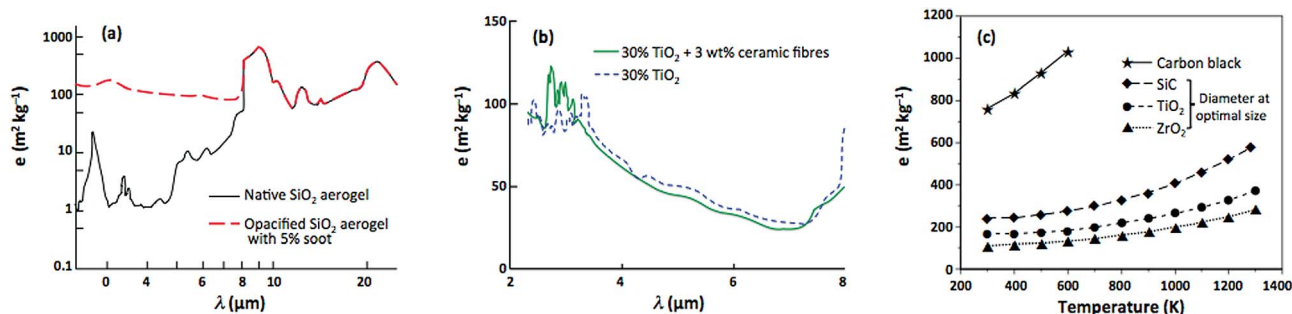 (a)
1000
100
10
1
0.1
e (m² kg⁻¹)
Native SiO₂ aerogel
Opacified SiO₂ aerogel
with 5% soot
0 4 6 8 10 20
λ (μm)
(b)
150
100
50
0
e (m² kg⁻¹)
30% TiO₂ + 3 wt% ceramic fibres
30% TiO₂
2 4 6 8
λ (μm)
(c)
1200
1000
800
600
400
200
0
e (m² kg⁻¹)
Carbon black
SiC
TiO₂
ZrO₂
Diameter at
optimal size
200 400 600 800 1000 1200 1400
Temperature (K)